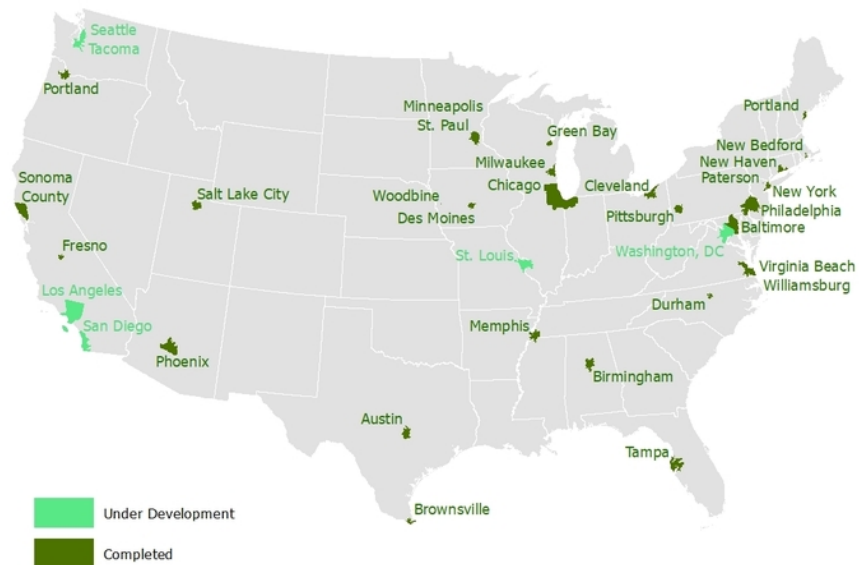 Seattle
Tacoma
Portland
Minneapolis
St. Paul
Green Bay
Portland
New Bedford
New Haven
Paterson
Milwaukee
Chicago
Cleveland
Sonoma
County
Salt Lake City
Woodbine
Des Moines
Pittsburgh
New York
Philadelphia
Baltimore
Fresno
St. Louis
Washington, DC
Virginia Beach
Williamsburg
Los Angeles
San Diego
Durham
Memphis
Phoenix
Birmingham
Austin
Tampa
Brownsville
Under Development
Completed